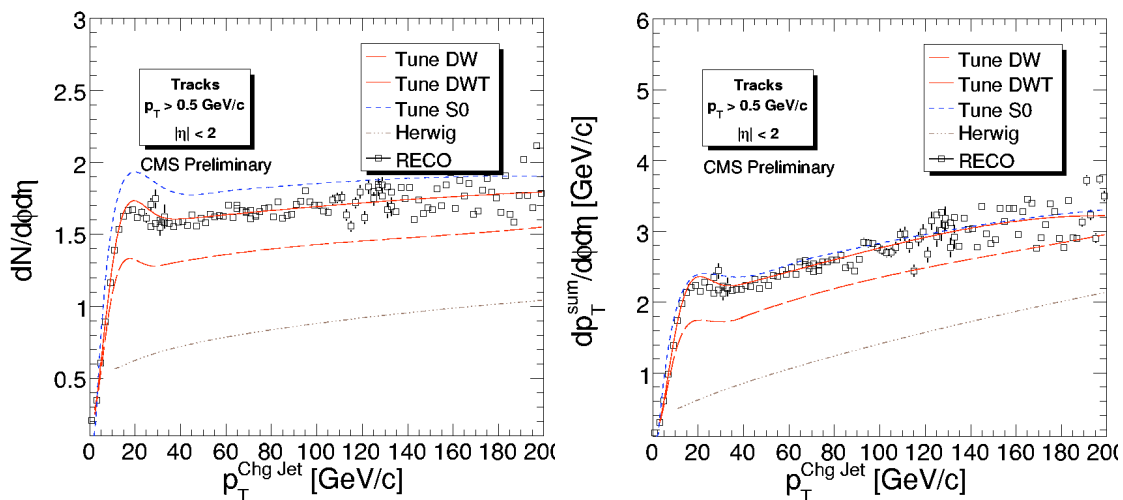 3
2.5
2
1.5
1
0.5
dN/dφdη
Tracks
p_T > 0.5 GeV/c
|η| < 2
CMS Preliminary
Tune DW
Tune DWT
Tune S0
Herwig
RECO
0 20 40 60 80 100 120 140 160 180 200
p_T^Chg Jet [GeV/c]
6
5
4
3
2
1
dp_T^sum/dφdη [GeV/c]
Tracks
p_T > 0.5 GeV/c
|η| < 2
CMS Preliminary
Tune DW
Tune DWT
Tune S0
Herwig
RECO
0 20 40 60 80 100 120 140 160 180 200
p_T^Chg Jet [GeV/c]